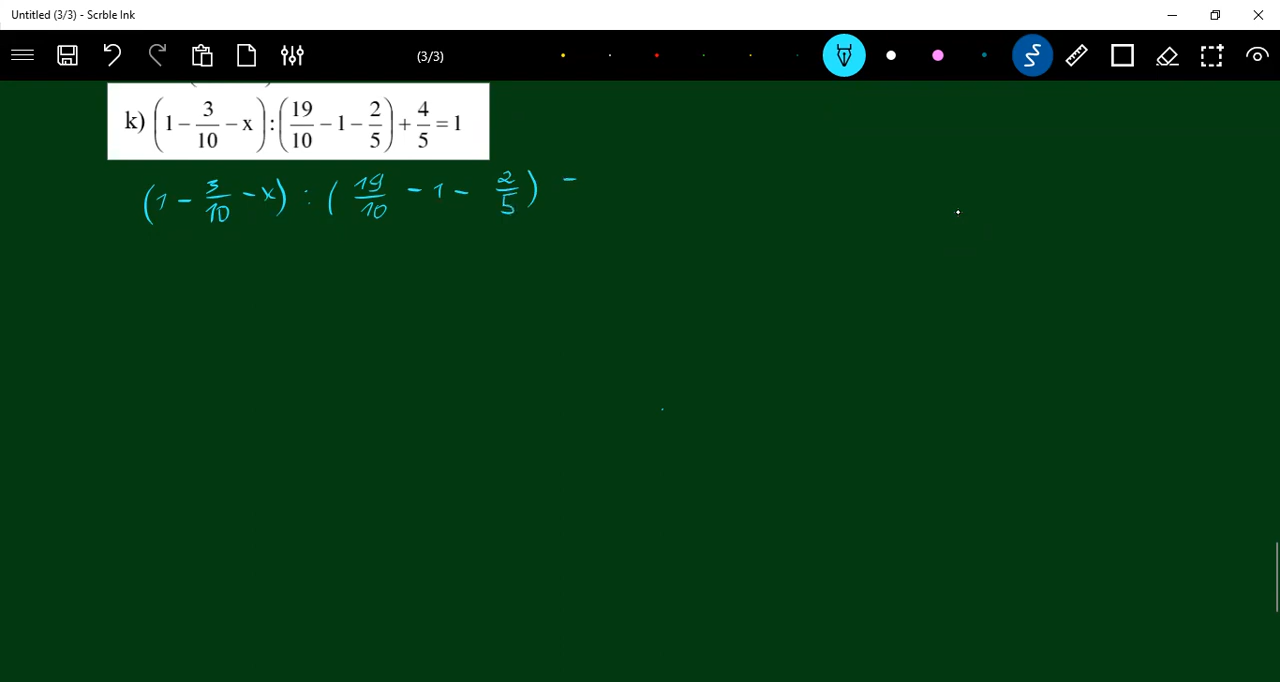 Untitled (3/3) - Scrble Ink
(3/3)
k) (1 − 3/10 − x) : (19/10 − 1 − 2/5) + 4/5 = 1
(1 − 3/10 − x) : (19/10 − 1 − 2/5) −